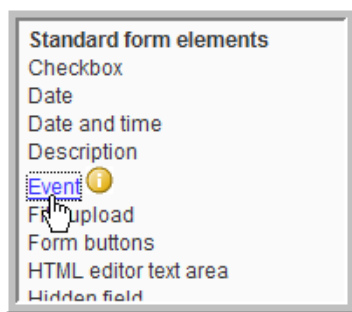 Standard form elements
Checkbox
Date
Date and time
Description
Event
upload
Form buttons
HTML editor text area
Hidden field